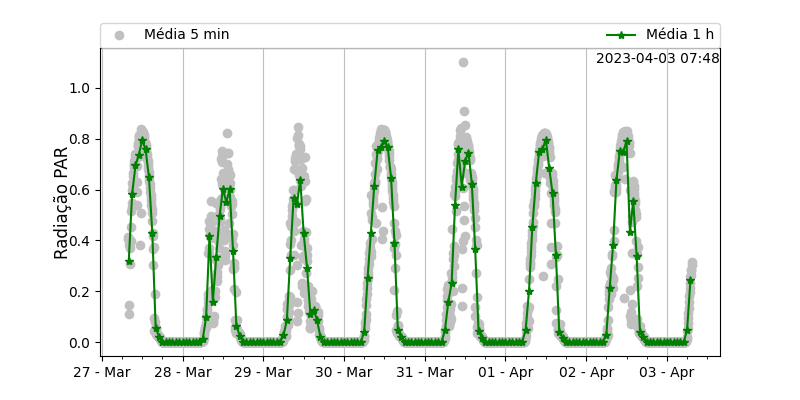 Média 5 min
Média 1 h
2023-04-03 07:48
Radiação PAR
1.0
0.8
0.6
0.4
0.2
0.0
27 - Mar
28 - Mar
29 - Mar
30 - Mar
31 - Mar
01 - Apr
02 - Apr
03 - Apr